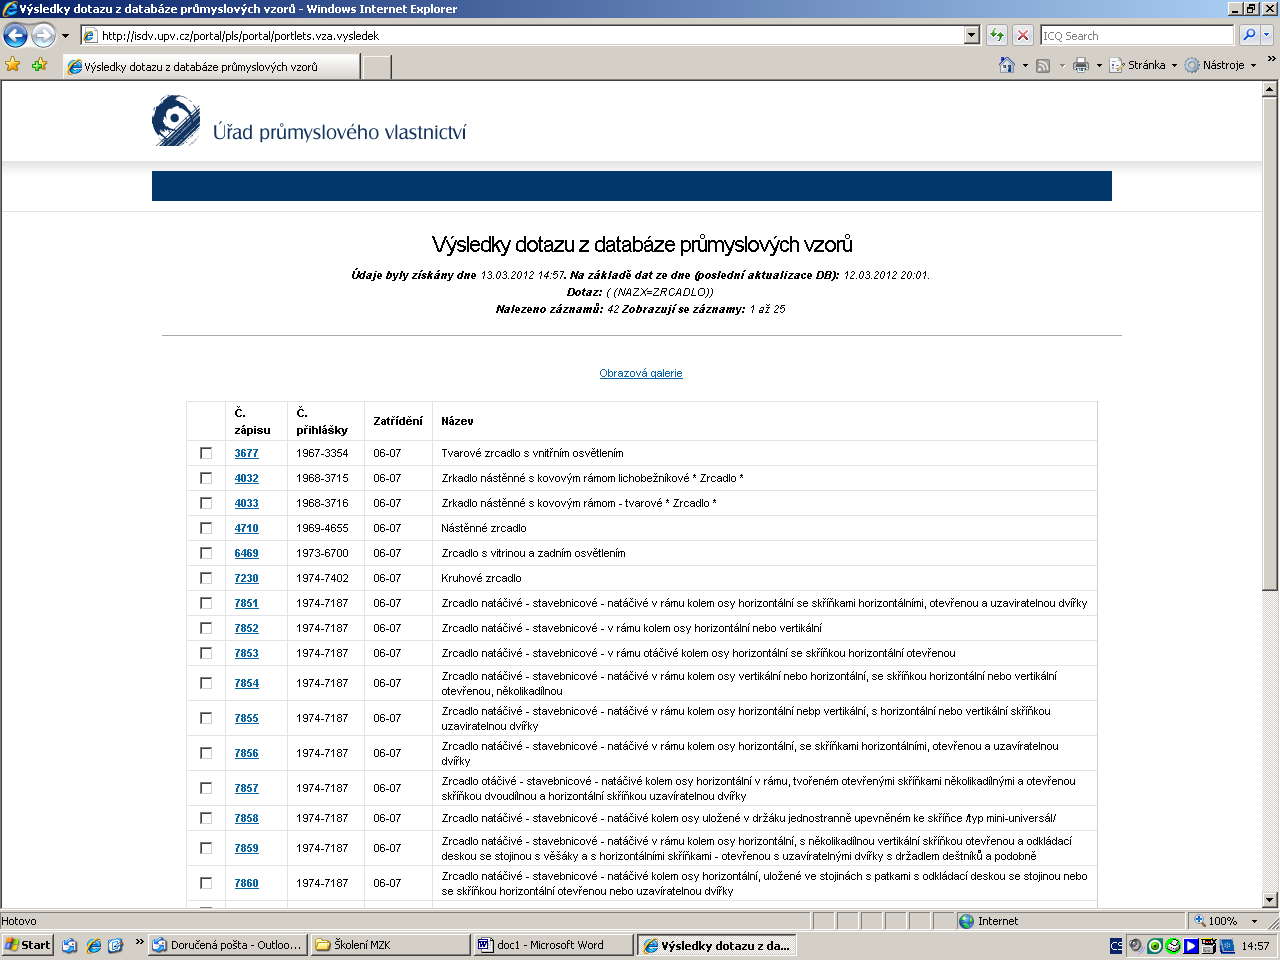 Výsledky dotazu z databáze průmyslových vzorů - Windows Internet Explorer
http://isdv.upv.cz/portal/pls/portal/portlets.vza.vysledek
ICQ Search
Výsledky dotazu z databáze průmyslových vzorů
Stránka
Nástroje
Úřad průmyslového vlastnictví
Výsledky dotazu z databáze průmyslových vzorů
Údaje byly získány dne 13.03.2012 14:57. Na základě dat ze dne (poslední aktualizace DB): 12.03.2012 20:01.
Dotaz: ( (NAZX=ZRCADLO))
Nalezeno záznamů: 42 Zobrazují se záznamy: 1 až 25
Obrazová galerie
Č. zápisu Č. přihlášky Zatřídění Název
3677 1967-3354 06-07 Tvarové zrcadlo s vnitřním osvětlením
4032 1968-3715 06-07 Zrkadlo nástěnné s kovovým rámom lichobežníkové * Zrcadlo *
4033 1968-3716 06-07 Zrkadlo nástěnné s kovovým rámom - tvarové * Zrcadlo *
4710 1969-4655 06-07 Nástěnné zrcadlo
6469 1973-6700 06-07 Zrcadlo s vitrinou a zadním osvětlením
7230 1974-7402 06-07 Kruhové zrcadlo
7851 1974-7187 06-07 Zrcadlo natáčivé - stavebnicové - natáčivé v rámu kolem osy horizontální se skříňkami horizontálními, otevřenou a uzaviratelnou dvířky
7852 1974-7187 06-07 Zrcadlo natáčivé - stavebnicové - v rámu kolem osy horizontální nebo vertikální
7853 1974-7187 06-07 Zrcadlo natáčivé - stavebnicové - v rámu otáčivé kolem osy horizontální se skříňkou horizontální otevřenou
7854 1974-7187 06-07 Zrcadlo natáčivé - stavebnicové - natáčivé v rámu kolem osy vertikální nebo horizontální, se skříňkou horizontální nebo vertikální
otevřenou, několikadílnou
7855 1974-7187 06-07 Zrcadlo natáčivé - stavebnicové - natáčivé v rámu kolem osy horizontální nebp vertikální, s horizontální nebo vertikální skříňkou
uzaviratelnou dvířky
7856 1974-7187 06-07 Zrcadlo natáčivé - stavebnicové - natáčivé v rámu kolem osy horizontální, se skříňkami horizontálními, otevřenou a uzavíratelnou
dvířky
7857 1974-7187 06-07 Zrcadlo otáčivé - stavebnicové - natáčivé kolem osy horizontální v rámu, tvořeném otevřenými skříňkami několikadílnými a otevřenou
skříňkou dvoudílnou a horizontální skříňkou uzavíratelnou dvířky
7858 1974-7187 06-07 Zrcadlo natáčivé - stavebnicové - natáčivé kolem osy uložené v držáku jednostranně upevněném ke skříňce /typ mini-universál/
7859 1974-7187 06-07 Zrcadlo natáčivé - stavebnicové - natáčivé v rámu kolem osy horizontální, s několikadílnou vertikální skříňkou otevřenou a odkládací
deskou se stojinou s věšáky a s horizontálními skříňkami - otevřenou s uzavíratelnými dvířky s držadlem deštníků a podobně
7860 1974-7187 06-07 Zrcadlo natáčivé - stavebnicové - natáčivé kolem osy horizontální, uložené ve stojinách s patkami s odkládací deskou se stojinou nebo
se skříňkou horizontální otevřenou nebo uzavíratelnou dvířky
Hotovo
Internet
100%
Start
Doručená pošta - Outloo...
Školení MZK
doc1 - Microsoft Word
Výsledky dotazu z da...
CS
14:57